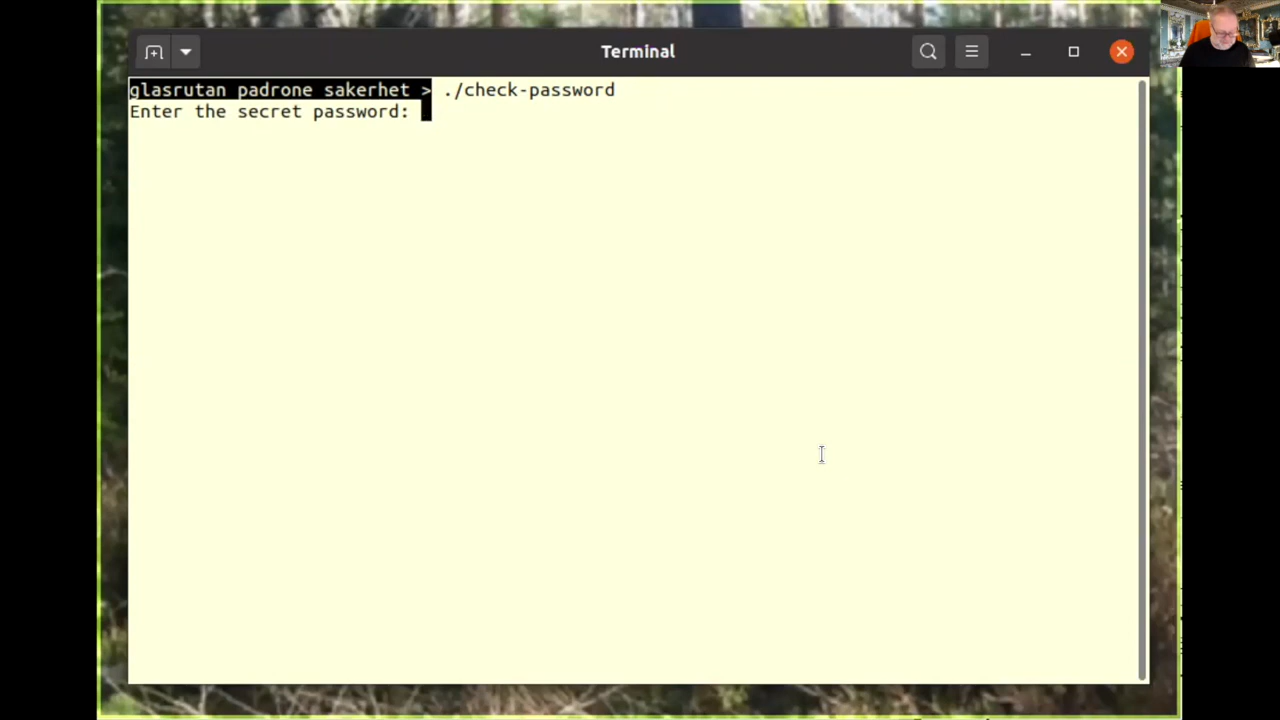 Terminal
glasrutan padrone sakerhet > ./check-password
Enter the secret password: